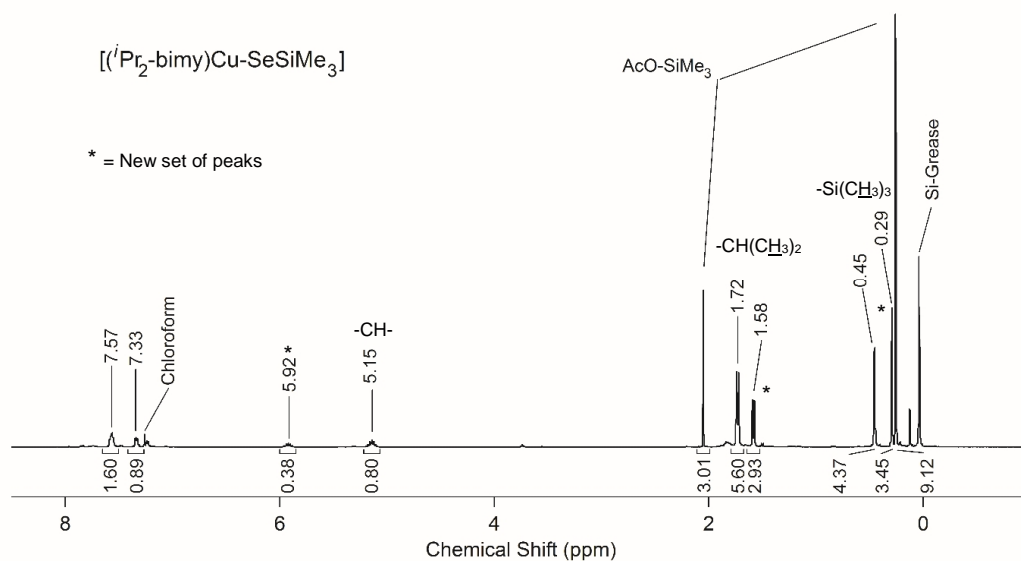 [(ⁱPr₂-bimy)Cu-SeSiMe₃]
* = New set of peaks
AcO-SiMe₃
-Si(CH₃)₃
Si-Grease
-CH(CH₃)₂
-CH-
Chloroform
7.57
7.33
5.92 *
5.15
1.72
1.58
*
0.45
*
0.29
1.60
0.89
0.38
0.80
3.01
5.60
2.93
4.37
3.45
9.12
8
6
4
2
0
Chemical Shift (ppm)